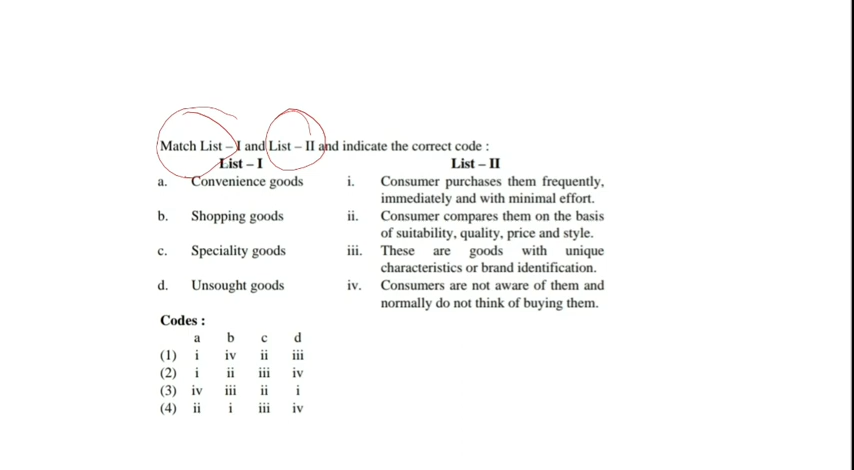 Match List – I and List – II and indicate the correct code :
List – I List – II
a. Convenience goods i. Consumer purchases them frequently,
immediately and with minimal effort.
b. Shopping goods ii. Consumer compares them on the basis
of suitability, quality, price and style.
c. Speciality goods iii. These are goods with unique
characteristics or brand identification.
d. Unsought goods iv. Consumers are not aware of them and
normally do not think of buying them.
Codes :
a b c d
(1) i iv ii iii
(2) i ii iii iv
(3) iv iii ii i
(4) ii i iii iv